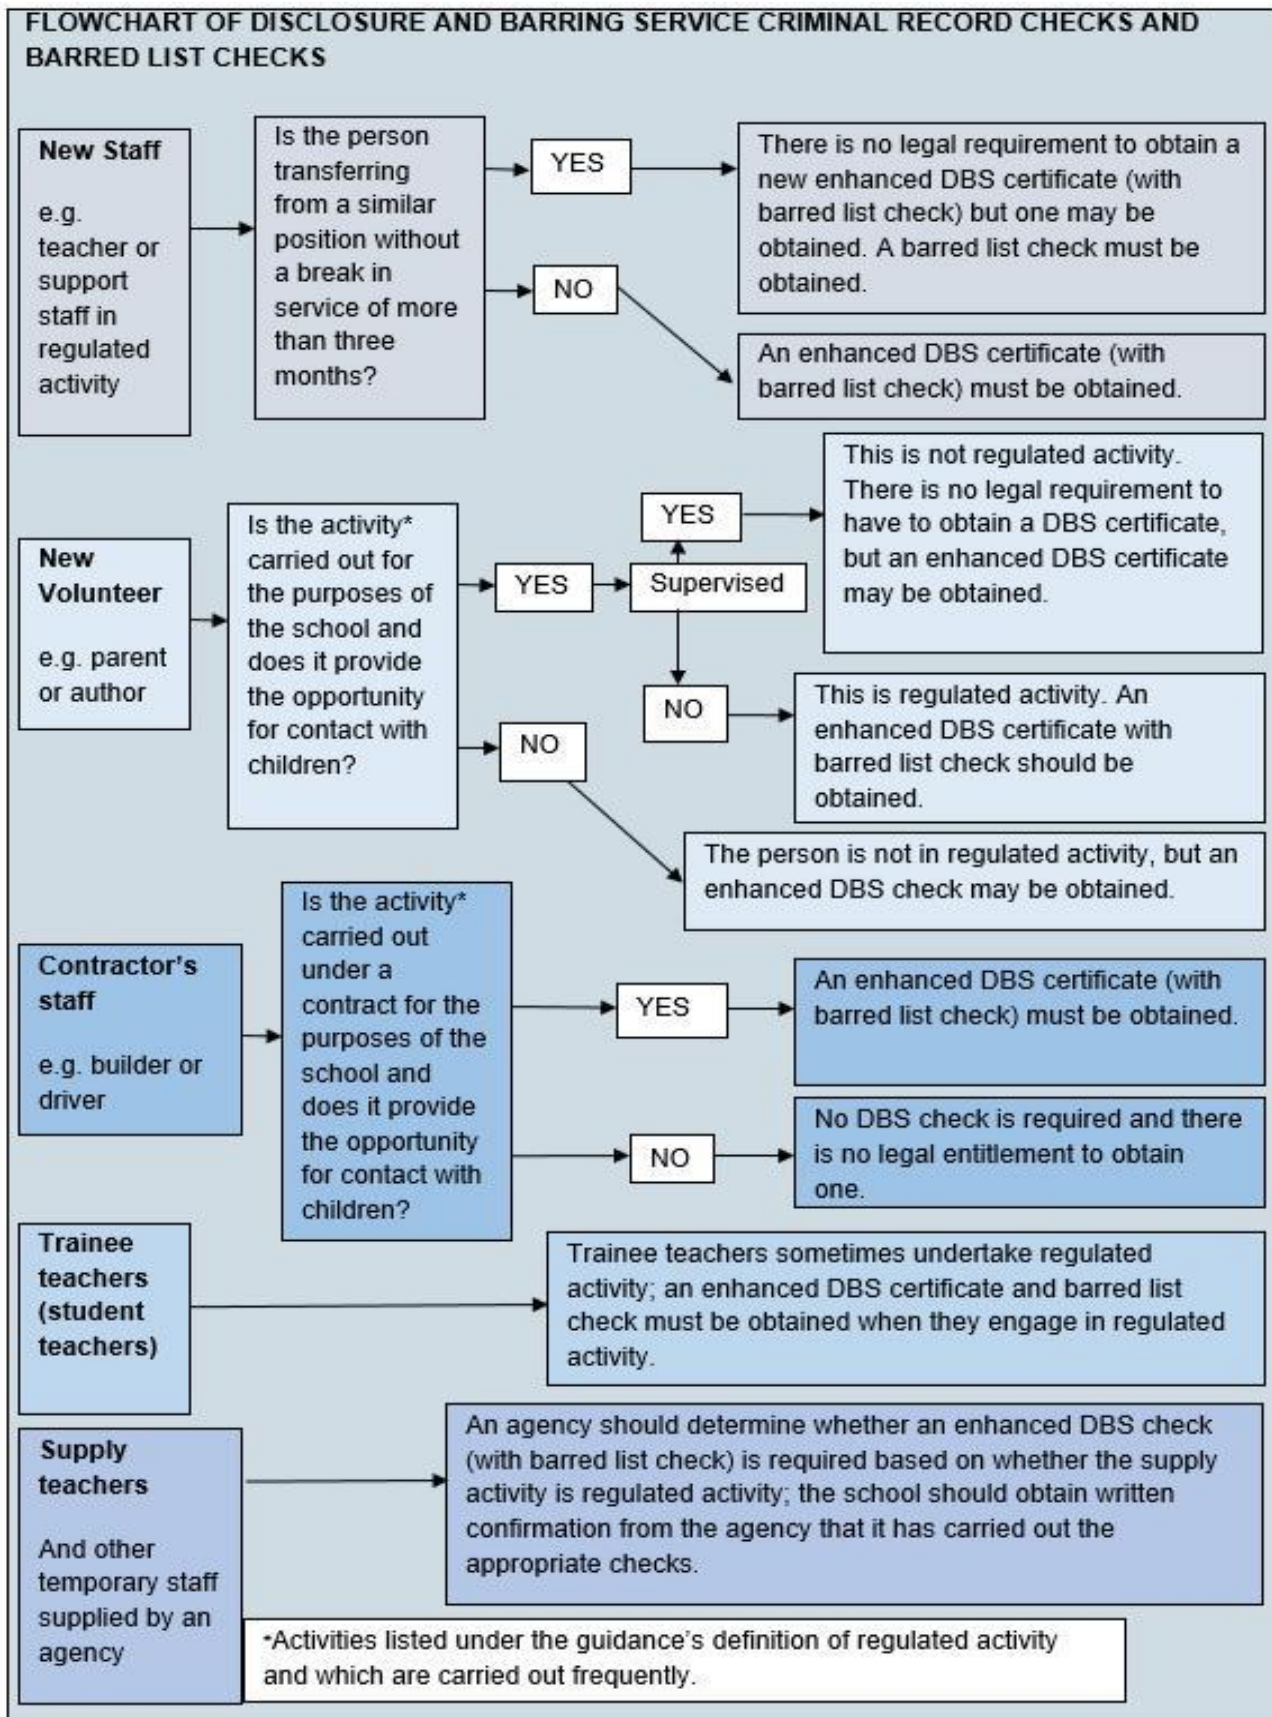 FLOWCHART OF DISCLOSURE AND BARRING SERVICE CRIMINAL RECORD CHECKS AND
BARRED LIST CHECKS
New Staff
e.g.
teacher or
support
staff in
regulated
activity
Is the person
transferring
from a similar
position without
a break in
service of more
than three
months?
YES
There is no legal requirement to obtain a
new enhanced DBS certificate (with
barred list check) but one may be
obtained. A barred list check must be
obtained.
NO
An enhanced DBS certificate (with
barred list check) must be obtained.
New
Volunteer
e.g. parent
or author
Is the activity*
carried out for
the purposes of
the school and
does it provide
the opportunity
for contact with
children?
YES
Supervised
YES
This is not regulated activity.
There is no legal requirement to
have to obtain a DBS certificate,
but an enhanced DBS certificate
may be obtained.
NO
This is regulated activity. An
enhanced DBS certificate with
barred list check should be
obtained.
NO
The person is not in regulated activity, but an
enhanced DBS check may be obtained.
Contractor's
staff
e.g. builder or
driver
Is the activity*
carried out
under a
contract for the
purposes of the
school and
does it provide
the opportunity
for contact with
children?
YES
An enhanced DBS certificate (with
barred list check) must be obtained.
NO
No DBS check is required and there
is no legal entitlement to obtain
one.
Trainee
teachers
(student
teachers)
Trainee teachers sometimes undertake regulated
activity; an enhanced DBS certificate and barred list
check must be obtained when they engage in regulated
activity.
Supply
teachers
And other
temporary staff
supplied by an
agency
An agency should determine whether an enhanced DBS check
(with barred list check) is required based on whether the supply
activity is regulated activity; the school should obtain written
confirmation from the agency that it has carried out the
appropriate checks.
*Activities listed under the guidance's definition of regulated activity
and which are carried out frequently.